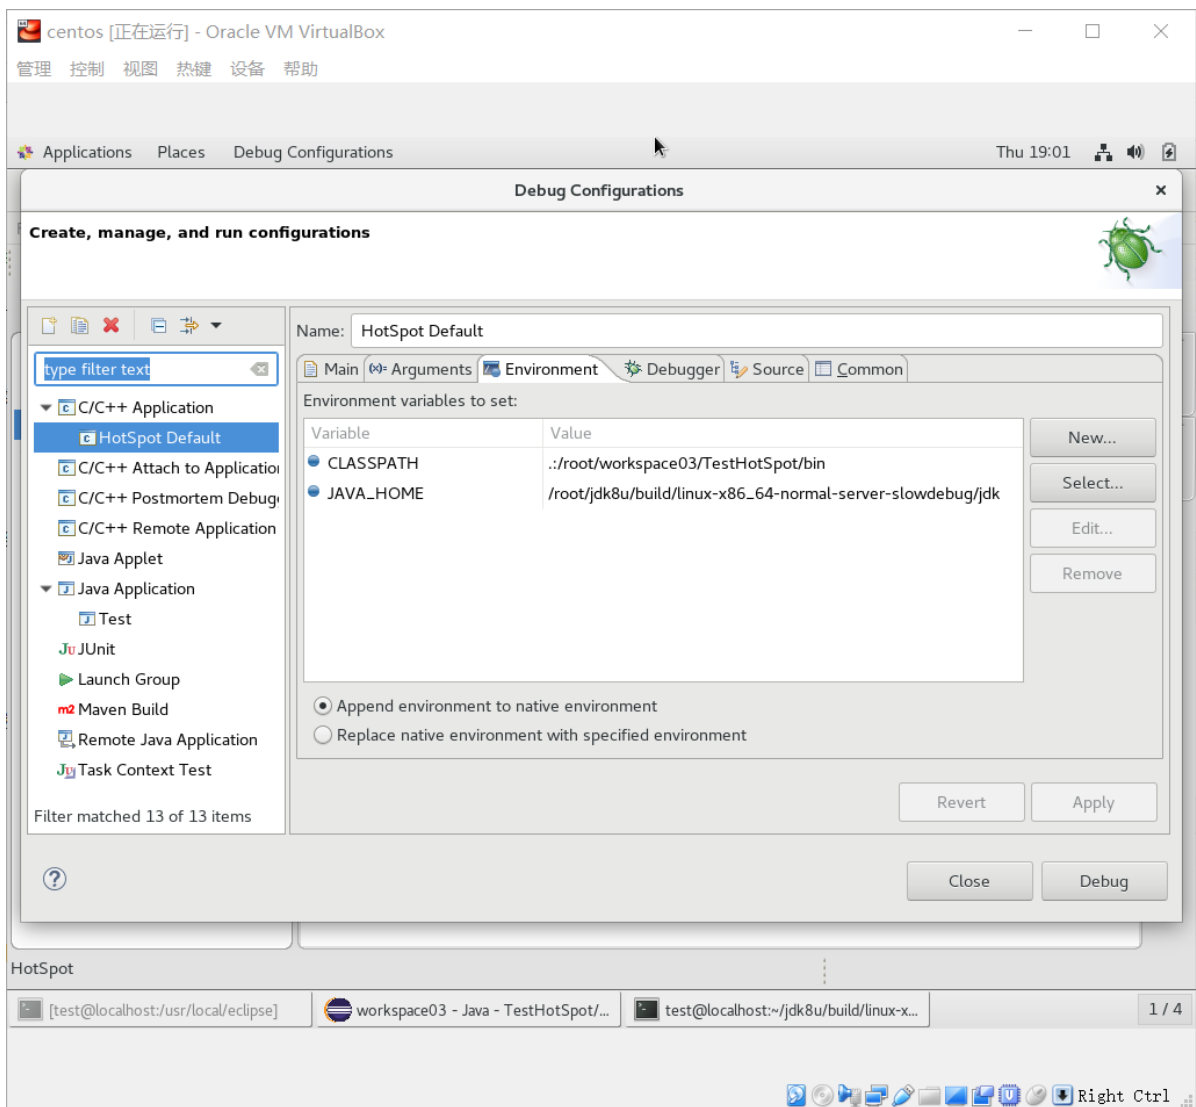 centos [正在运行] - Oracle VM VirtualBox
管理 控制 视图 热键 设备 帮助
Applications Places Debug Configurations Thu 19:01
Debug Configurations
Create, manage, and run configurations
Name: HotSpot Default
type filter text
Main Arguments Environment Debugger Source Common
Environment variables to set:
Variable Value
CLASSPATH .:/root/workspace03/TestHotSpot/bin
JAVA_HOME /root/jdk8u/build/linux-x86_64-normal-server-slowdebug/jdk
New...
Select...
Edit...
Remove
C/C++ Application
HotSpot Default
C/C++ Attach to Application
C/C++ Postmortem Debug
C/C++ Remote Application
Java Applet
Java Application
Test
JUnit
Launch Group
Maven Build
Remote Java Application
Task Context Test
Filter matched 13 of 13 items
Append environment to native environment
Replace native environment with specified environment
Revert Apply
Close Debug
HotSpot
[test@localhost:/usr/local/eclipse] workspace03 - Java - TestHotSpot/... test@localhost:~/jdk8u/build/linux-x... 1 / 4
Right Ctrl